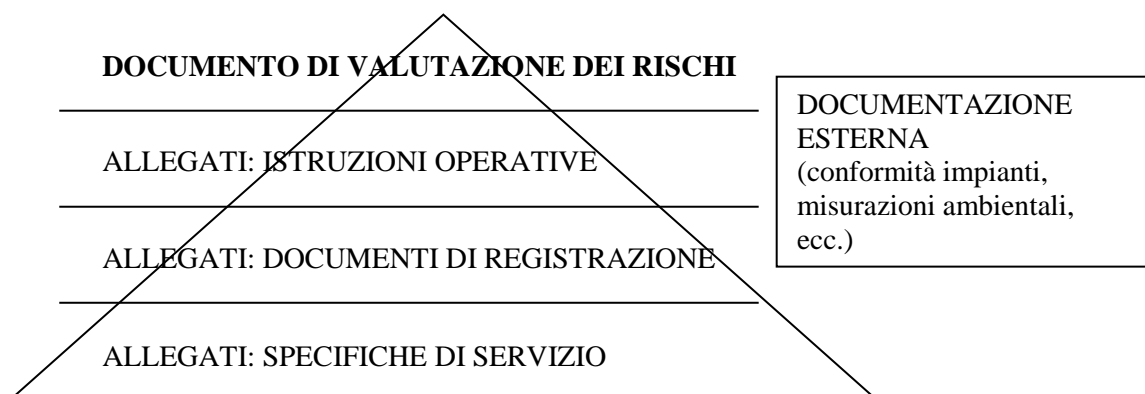 DOCUMENTO DI VALUTAZIONE DEI RISCHI
ALLEGATI: ISTRUZIONI OPERATIVE
ALLEGATI: DOCUMENTI DI REGISTRAZIONE
ALLEGATI: SPECIFICHE DI SERVIZIO
DOCUMENTAZIONE
ESTERNA
(conformità impianti,
misurazioni ambientali,
ecc.)